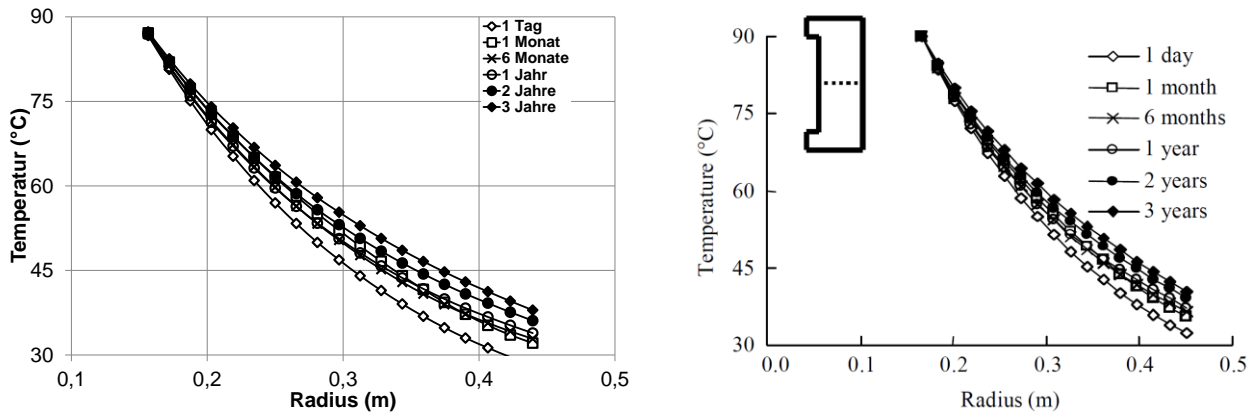 90
75
60
45
30
Temperatur (°C)
0,1
0,2
0,3
0,4
0,5
Radius (m)
1 Tag
1 Monat
6 Monate
1 Jahr
2 Jahre
3 Jahre
90
75
60
45
30
Temperature (°C)
0.0
0.1
0.2
0.3
0.4
0.5
Radius (m)
1 day
1 month
6 months
1 year
2 years
3 years